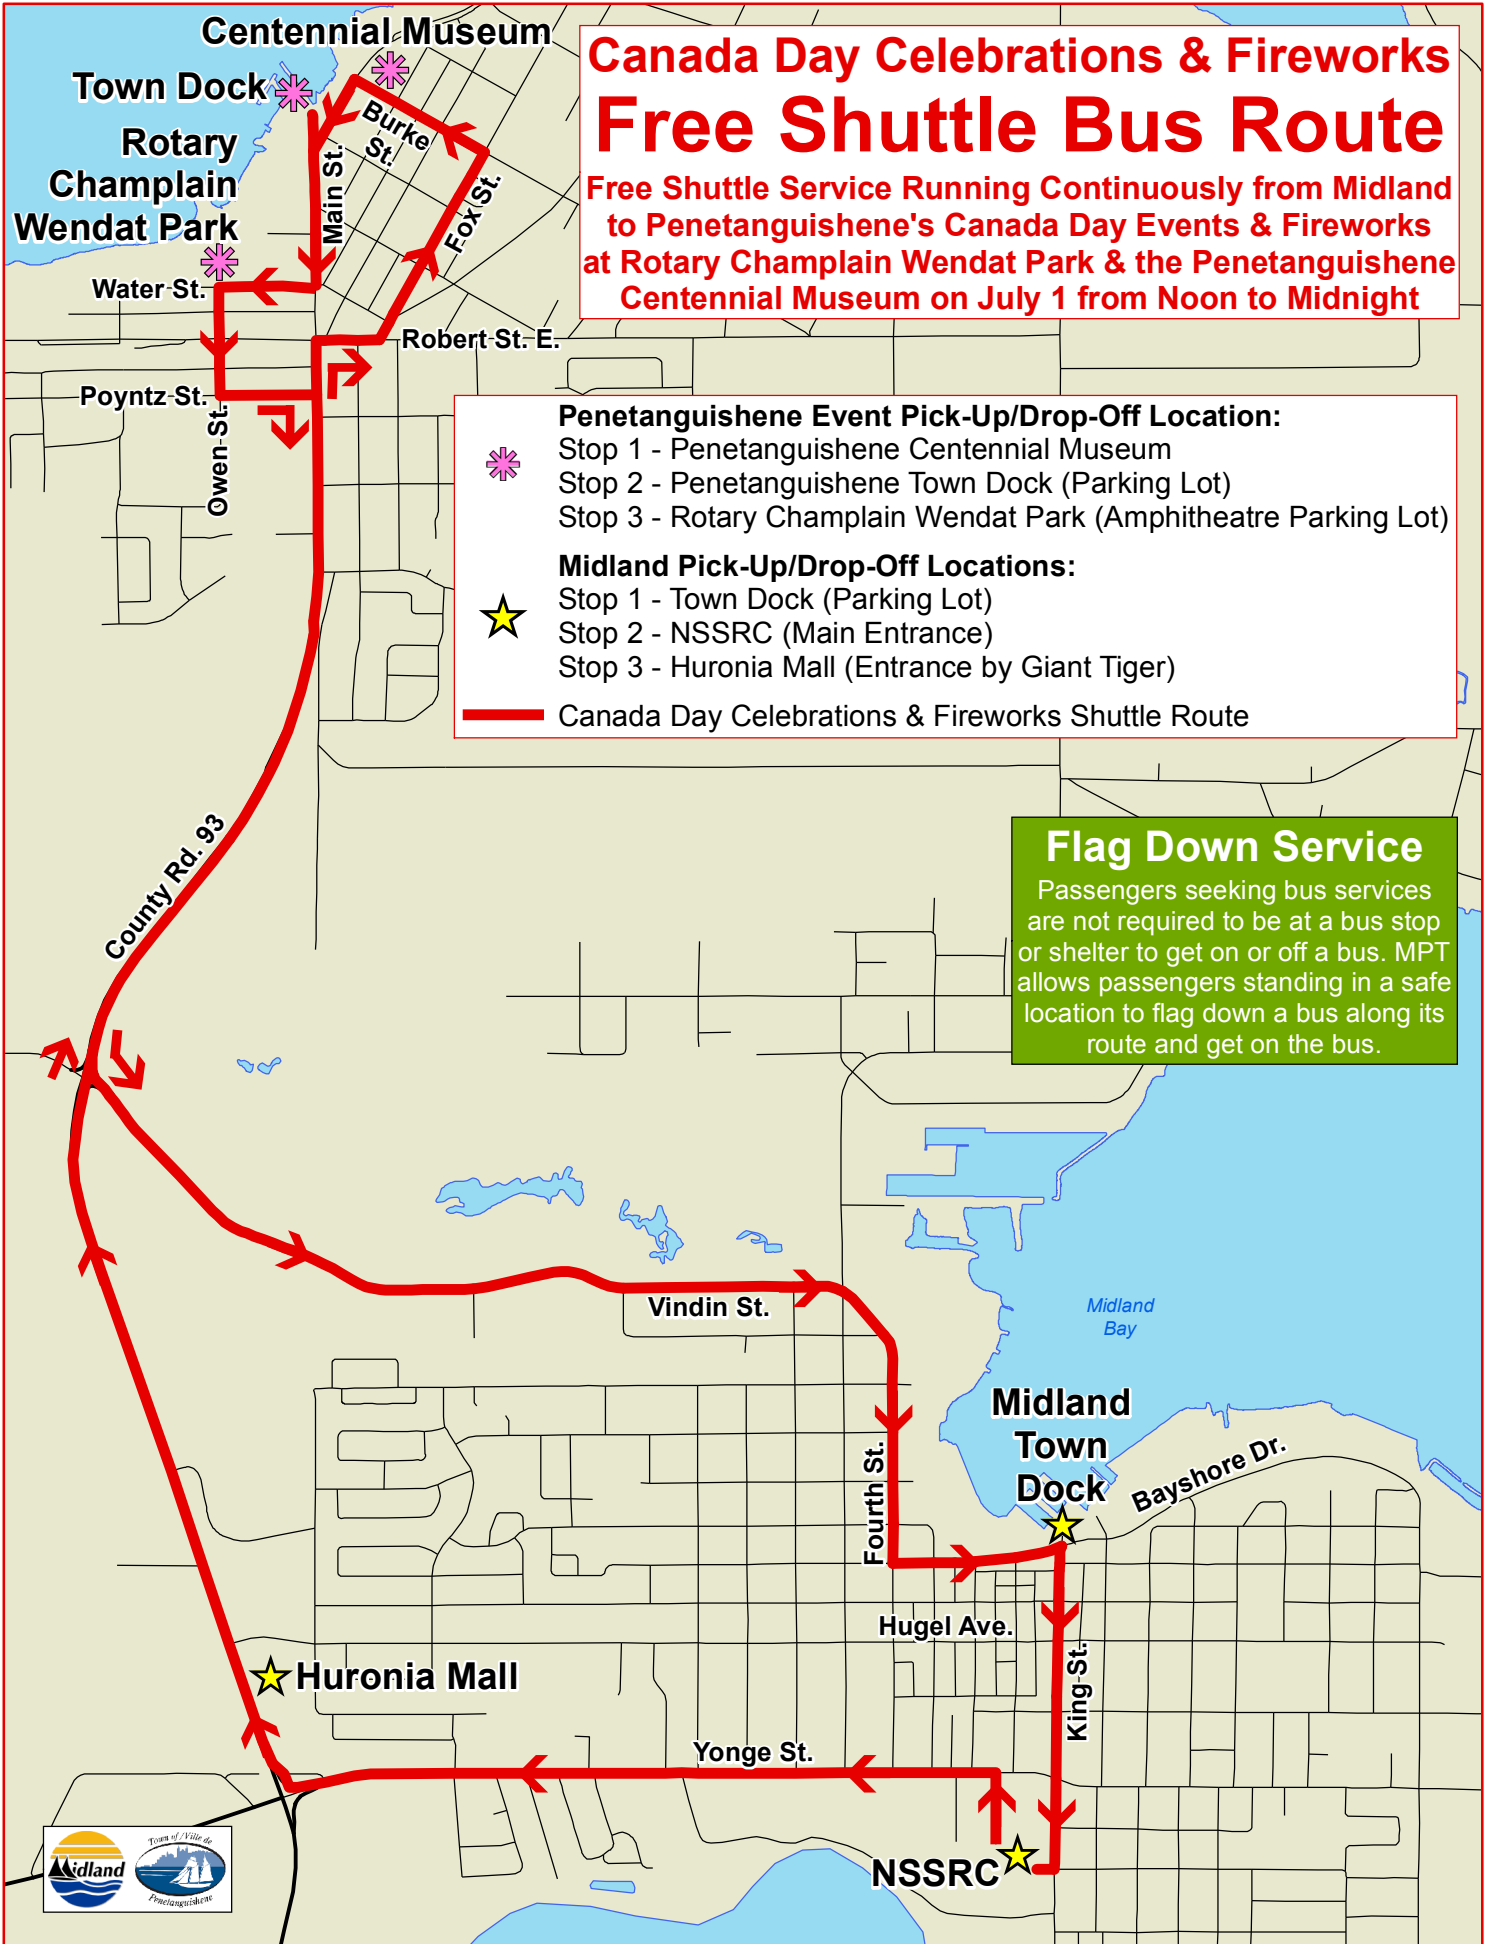 Centennial Museum
Town Dock
Rotary
Champlain
Wendat Park
Canada Day Celebrations & Fireworks
Free Shuttle Bus Route
Free Shuttle Service Running Continuously from Midland
to Penetanguishene's Canada Day Events & Fireworks
at Rotary Champlain Wendat Park & the Penetanguishene
Centennial Museum on July 1 from Noon to Midnight
Burke
St.
Main St.
Fox St.
Water St.
Robert St. E.
Poyntz St.
Owen St.
Penetanguishene Event Pick-Up/Drop-Off Location:
Stop 1 - Penetanguishene Centennial Museum
Stop 2 - Penetanguishene Town Dock (Parking Lot)
Stop 3 - Rotary Champlain Wendat Park (Amphitheatre Parking Lot)
Midland Pick-Up/Drop-Off Locations:
Stop 1 - Town Dock (Parking Lot)
Stop 2 - NSSRC (Main Entrance)
Stop 3 - Huronia Mall (Entrance by Giant Tiger)
Canada Day Celebrations & Fireworks Shuttle Route
County Rd. 93
Flag Down Service
Passengers seeking bus services
are not required to be at a bus stop
or shelter to get on or off a bus. MPT
allows passengers standing in a safe
location to flag down a bus along its
route and get on the bus.
Vindin St.
Midland
Bay
Midland
Town
Dock
Bayshore Dr.
Fourth St.
Hugel Ave.
King St.
Huronia Mall
Yonge St.
NSSRC
Midland
Town of / Ville de
Penetanguishene